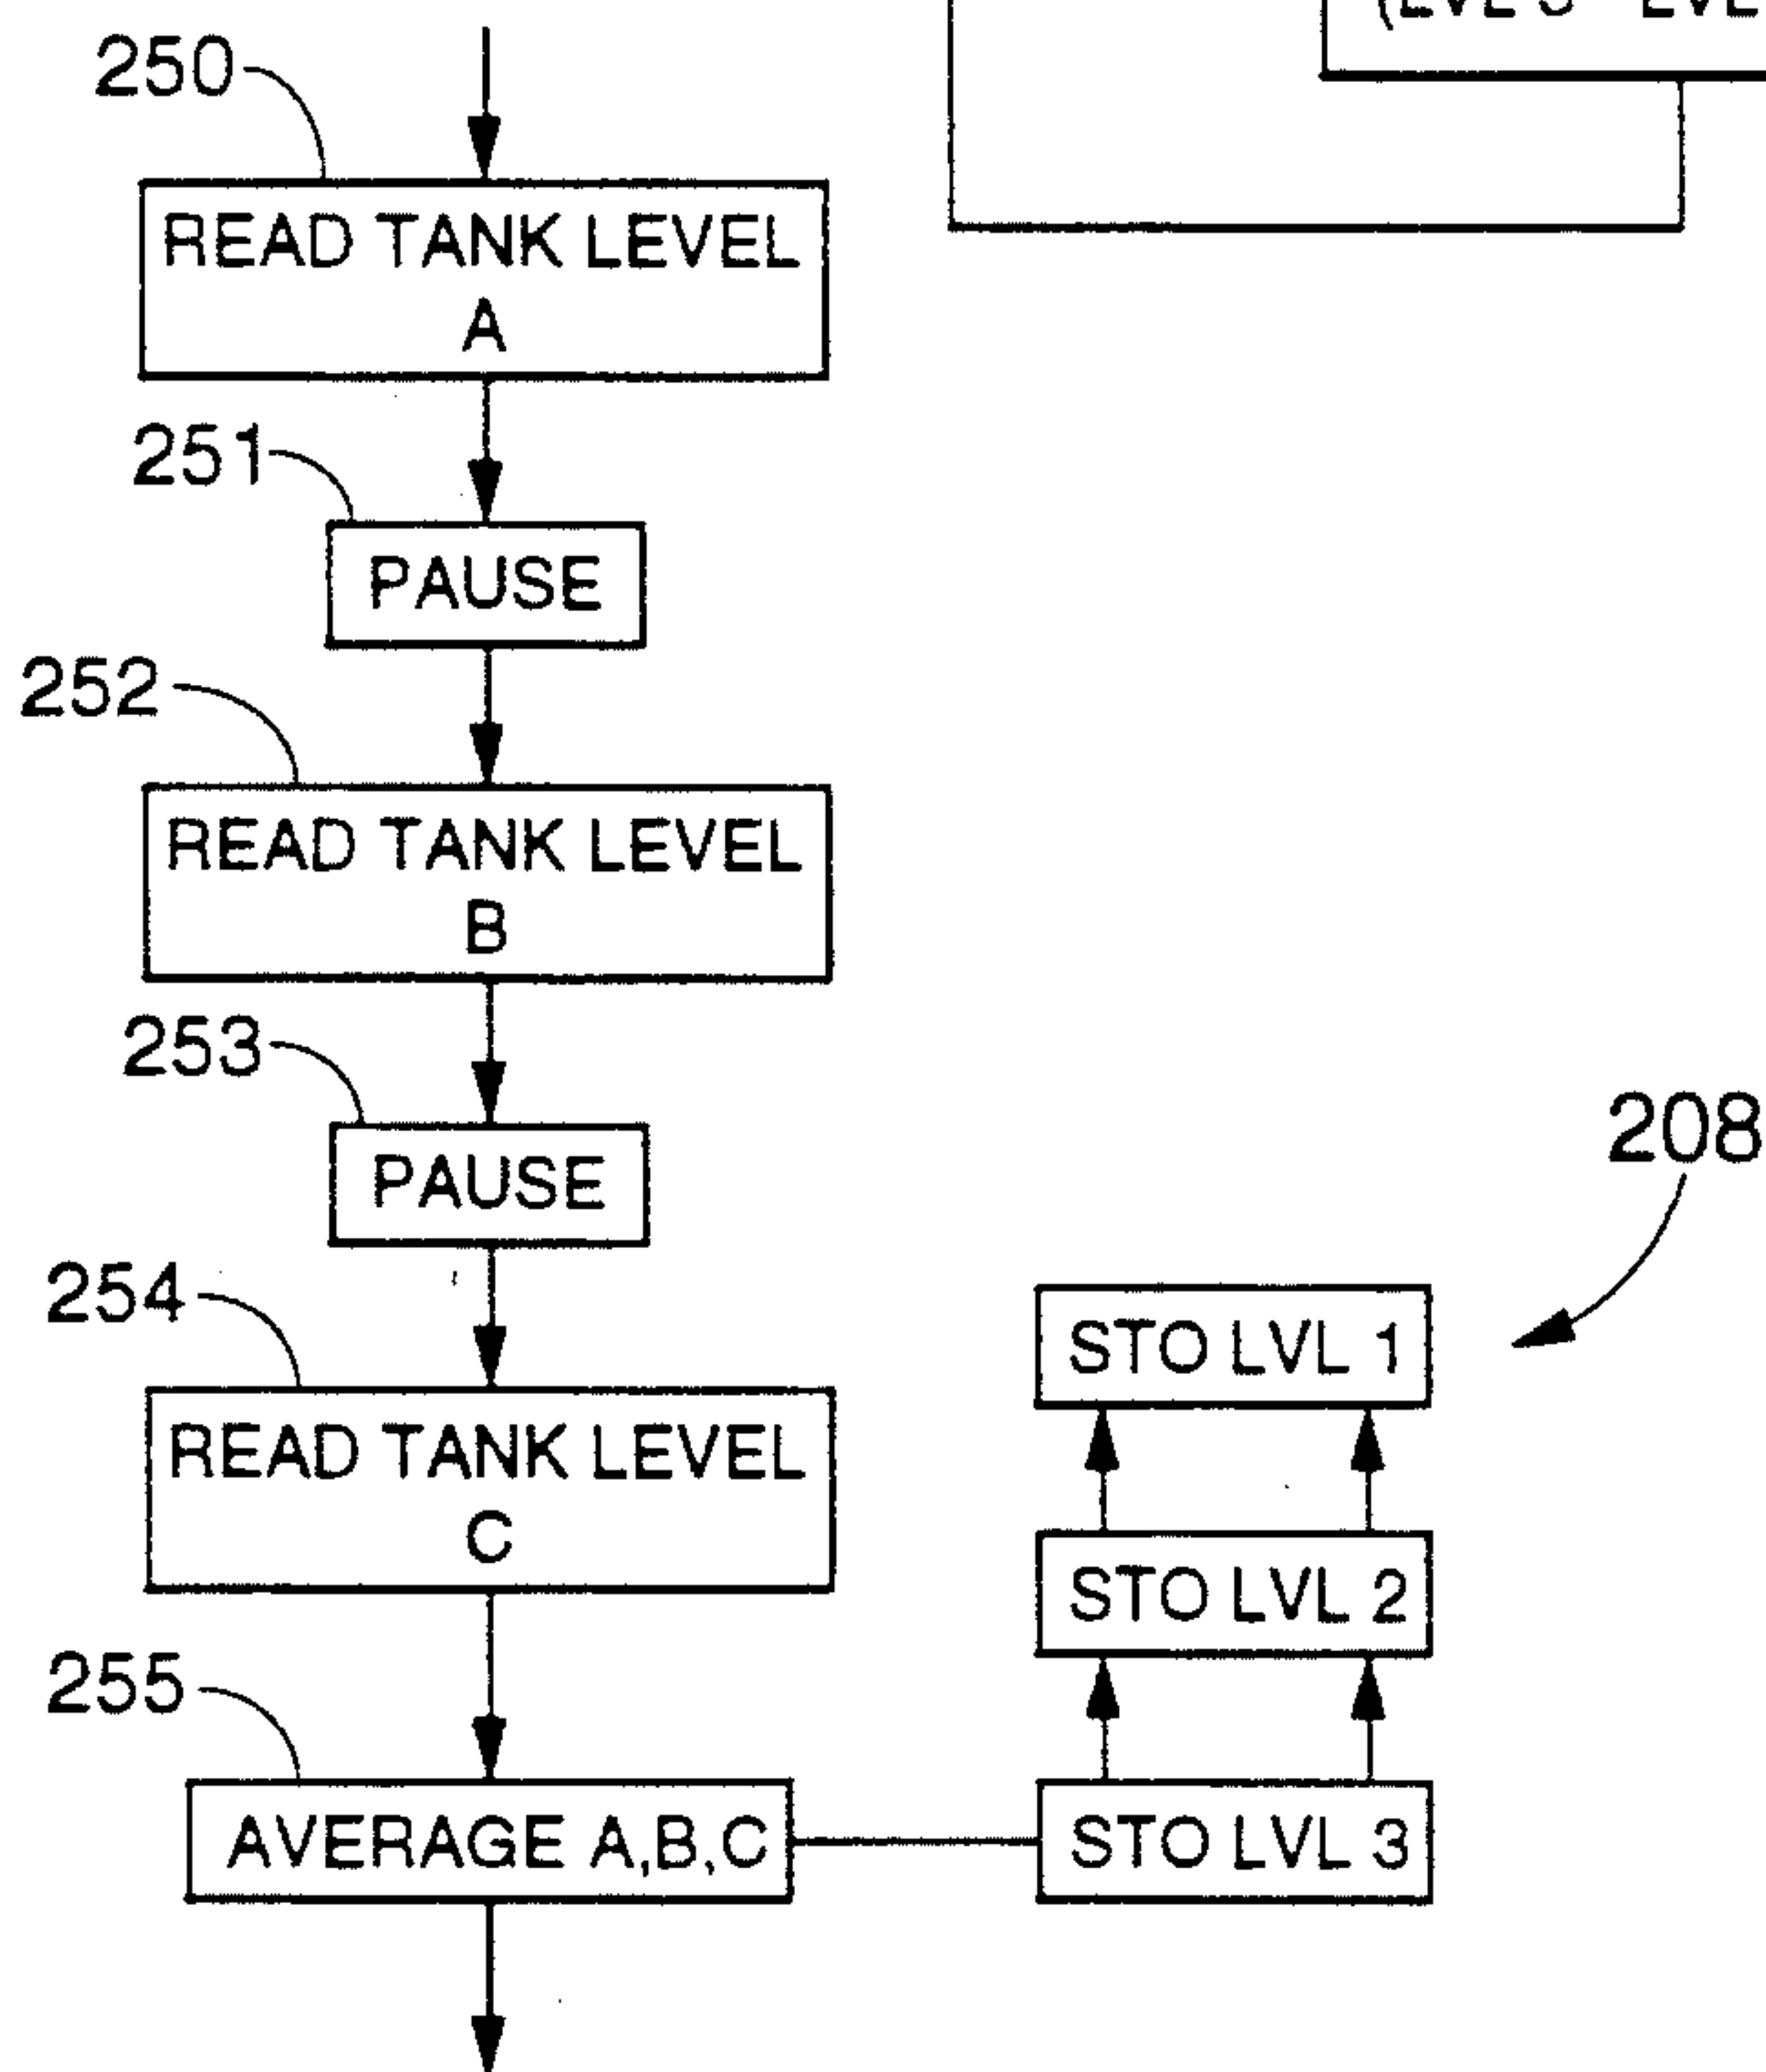 250
READ TANK LEVEL
A
251
PAUSE
252
READ TANK LEVEL
B
253
PAUSE
254
READ TANK LEVEL
C
255
AVERAGE A,B,C
208
STO LVL 1
STO LVL 2
STO LVL 3